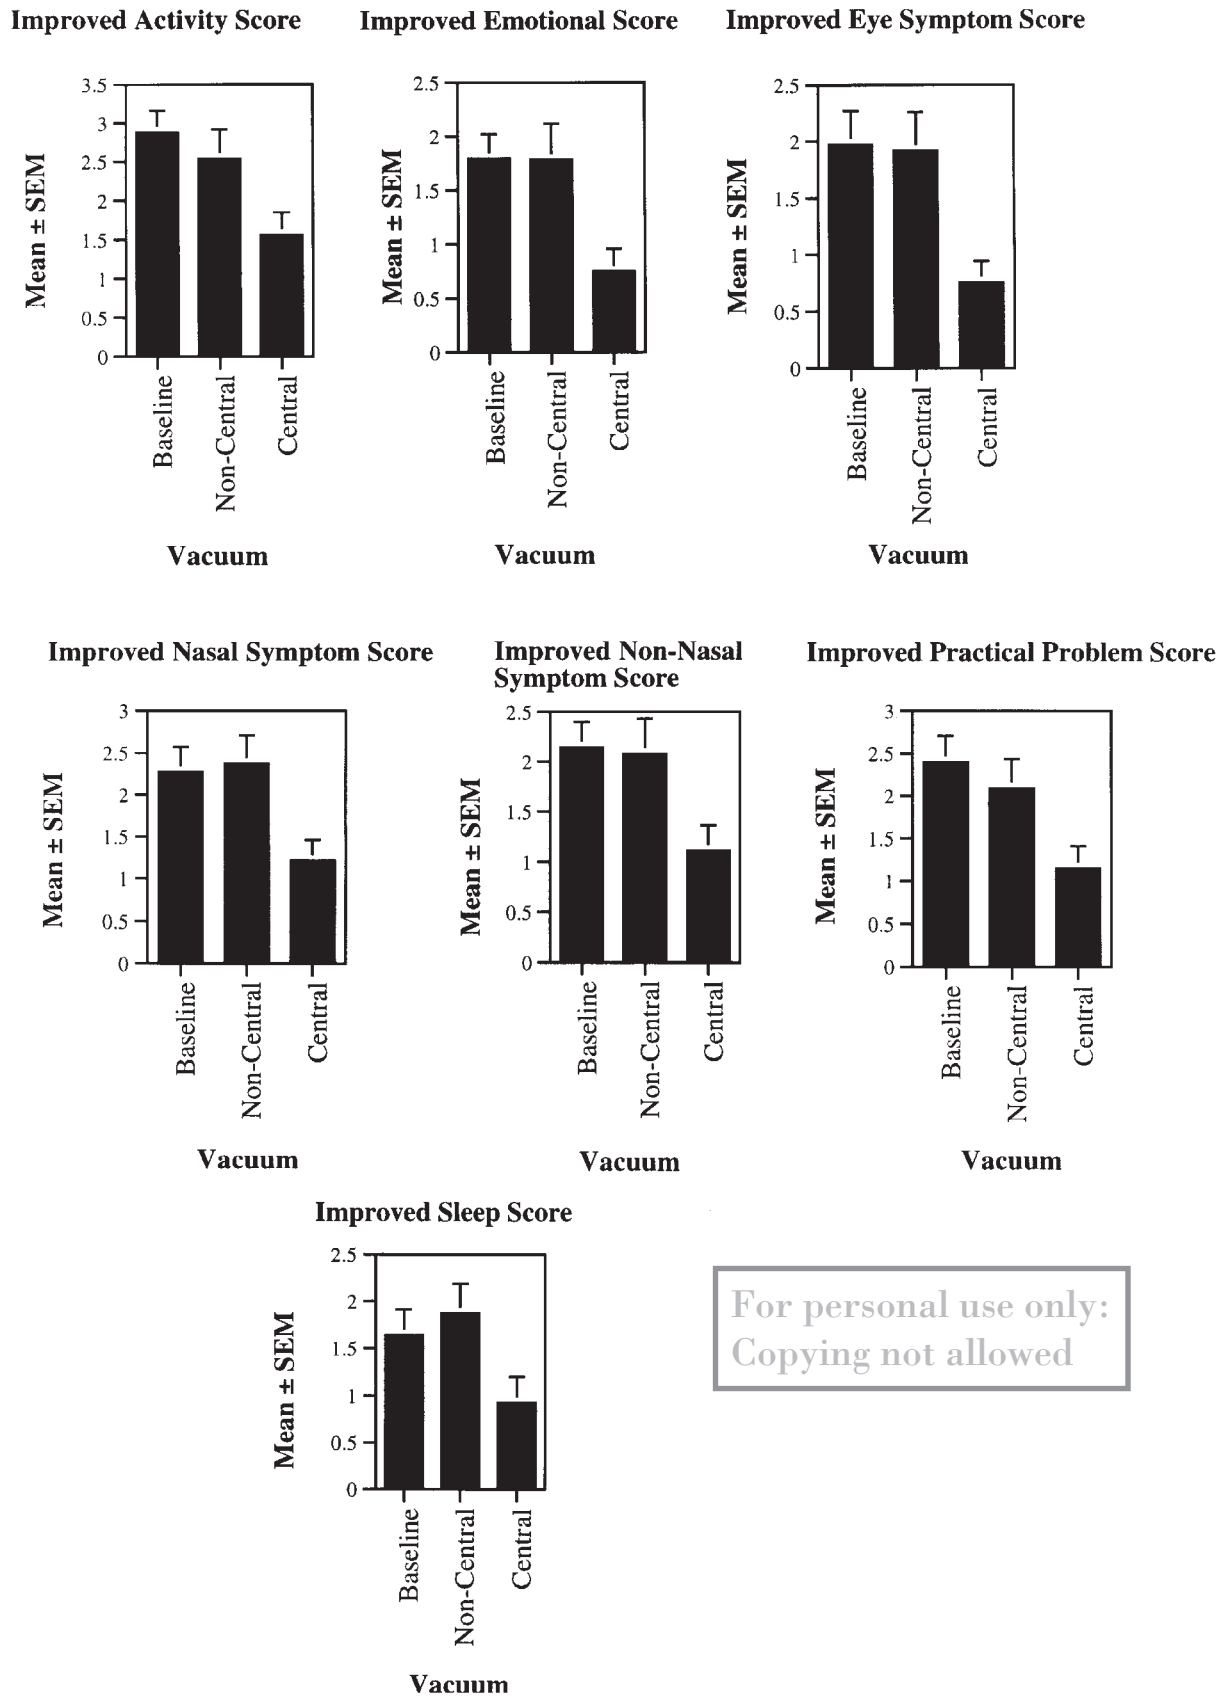 Improved Activity Score
Mean ± SEM
3.5
3
2.5
2
1.5
1
0.5
0
Baseline
Non-Central
Central
Vacuum
Improved Emotional Score
Mean ± SEM
2.5
2
1.5
1
0.5
0
Baseline
Non-Central
Central
Vacuum
Improved Eye Symptom Score
Mean ± SEM
2.5
2
1.5
1
0.5
0
Baseline
Non-Central
Central
Vacuum
Improved Nasal Symptom Score
Mean ± SEM
3
2.5
2
1.5
1
0.5
0
Baseline
Non-Central
Central
Vacuum
Improved Non-Nasal
Symptom Score
Mean ± SEM
2.5
2
1.5
1
0.5
0
Baseline
Non-Central
Central
Vacuum
Improved Practical Problem Score
Mean ± SEM
3
2.5
2
1.5
1
0.5
0
Baseline
Non-Central
Central
Vacuum
Improved Sleep Score
Mean ± SEM
2.5
2
1.5
1
0.5
0
Baseline
Non-Central
Central
Vacuum
For personal use only:
Copying not allowed